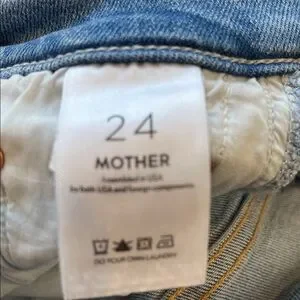 24
MOTHER
Assembled in USA
for both USA and foreign components
DO YOUR OWN LAUNDRY